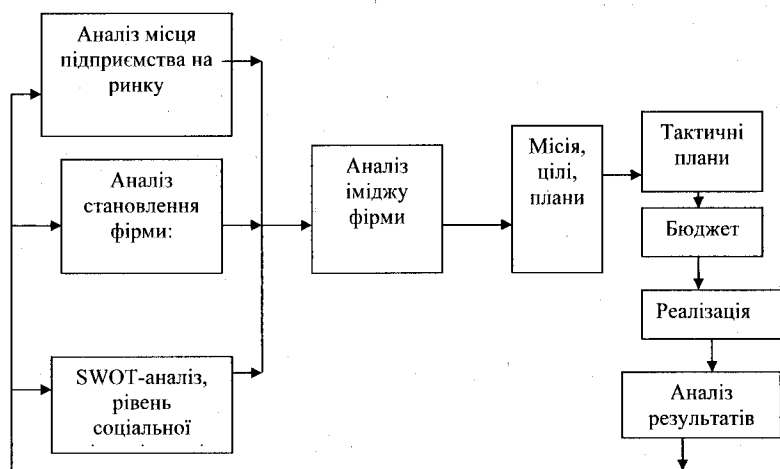 Аналіз місця
підприємства на
ринку
Аналіз
становлення
фірми:
SWOT-аналіз,
рівень
соціальної
Аналіз
іміджу
фірми
Місія,
цілі,
плани
Тактичні
плани
Бюджет
Реалізація
Аналіз
результатів